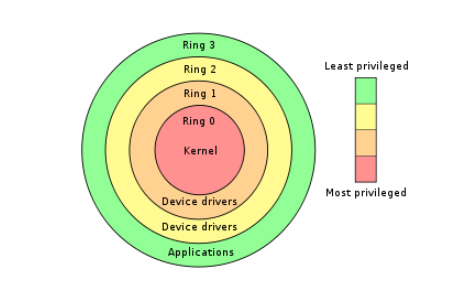 Ring 3
Ring 2
Ring 1
Ring 0
Kernel
Device drivers
Device drivers
Applications
Least privileged
Most privileged